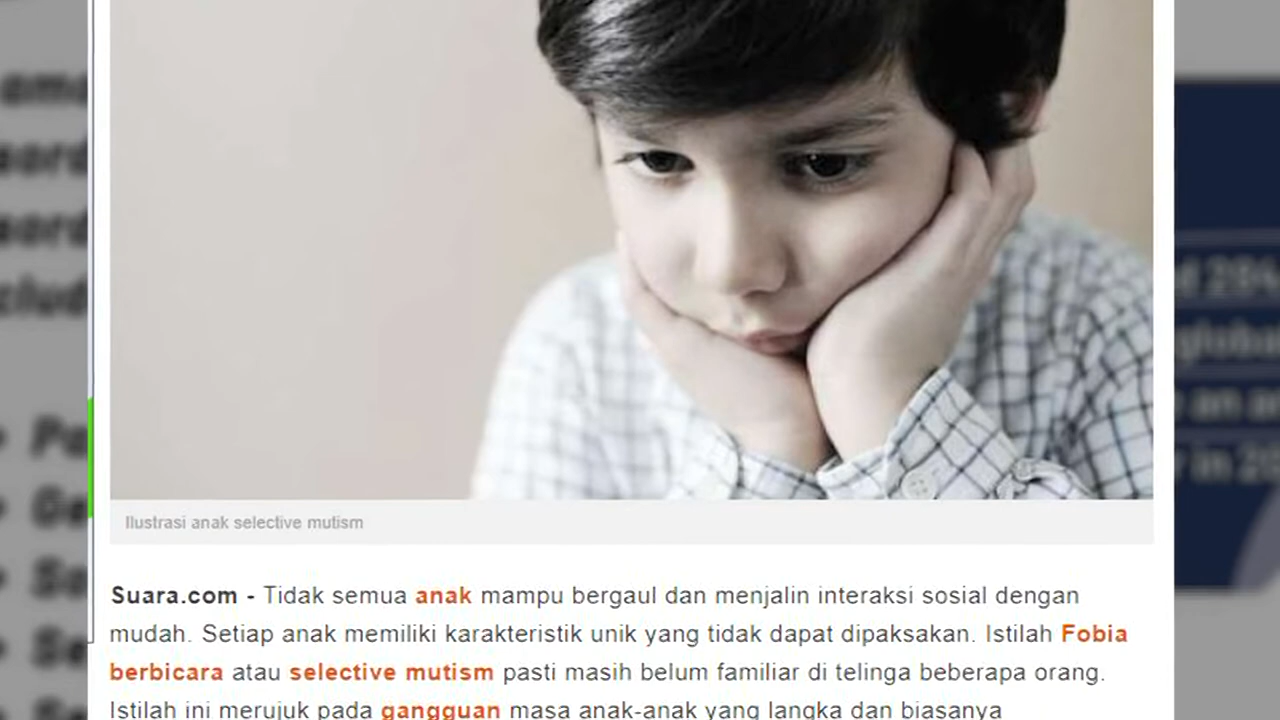 Ilustrasi anak selective mutism
Suara.com - Tidak semua anak mampu bergaul dan menjalin interaksi sosial dengan
mudah. Setiap anak memiliki karakteristik unik yang tidak dapat dipaksakan. Istilah Fobia
berbicara atau selective mutism pasti masih belum familiar di telinga beberapa orang.
Istilah ini merujuk pada gangguan masa anak-anak yang langka dan biasanya